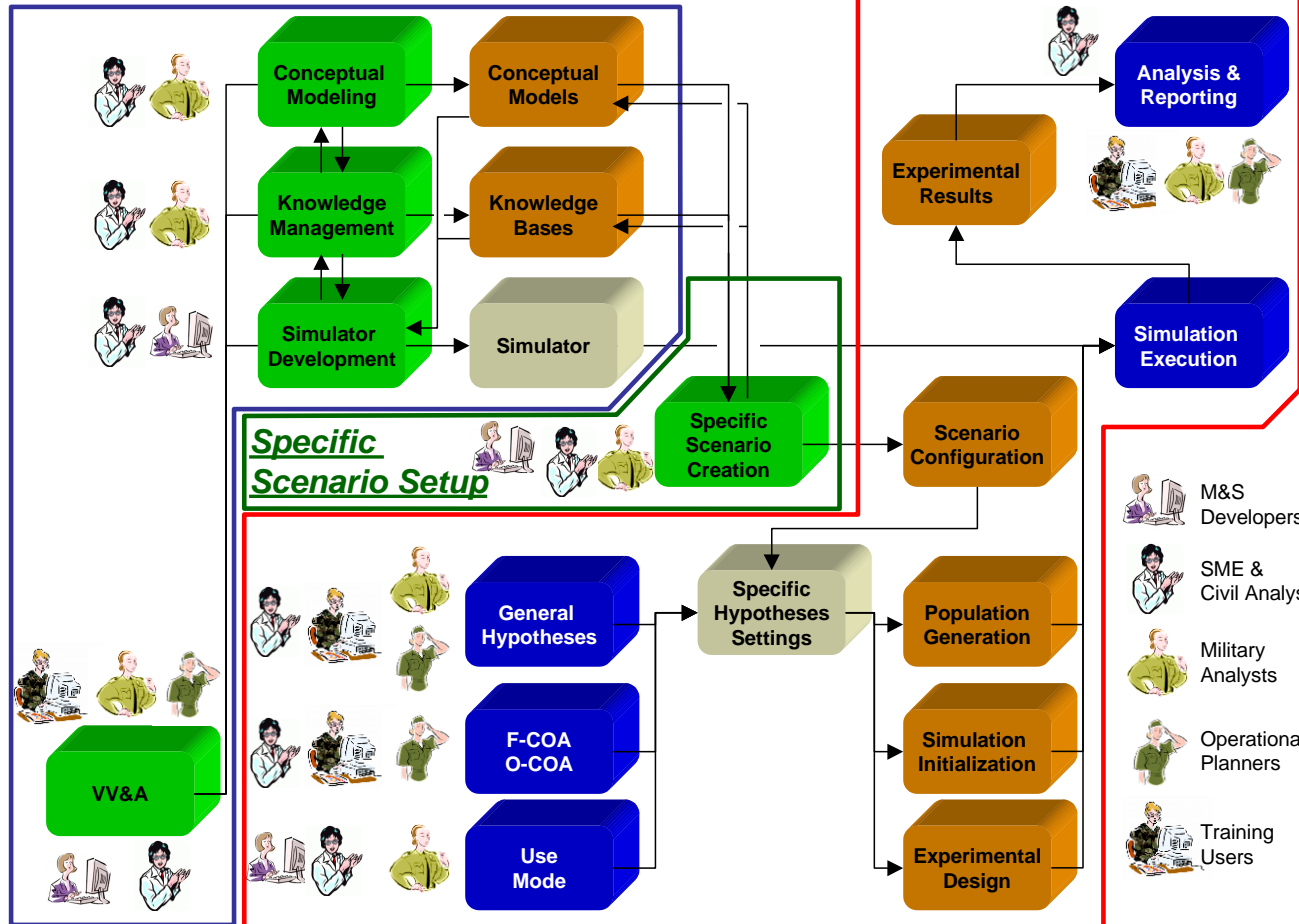 Conceptual
Modeling
Conceptual
Models
Analysis &
Reporting
Experimental
Results
Knowledge
Management
Knowledge
Bases
Simulator
Development
Simulator
Simulation
Execution
Specific
Scenario Setup
Specific
Scenario
Creation
Scenario
Configuration
General
Hypotheses
Specific
Hypotheses
Settings
Population
Generation
F-COA
O-COA
Simulation
Initialization
VV&A
Use
Mode
Experimental
Design
M&S
Developers
SME &
Civil Analys
Military
Analysts
Operationa
Planners
Training
Users